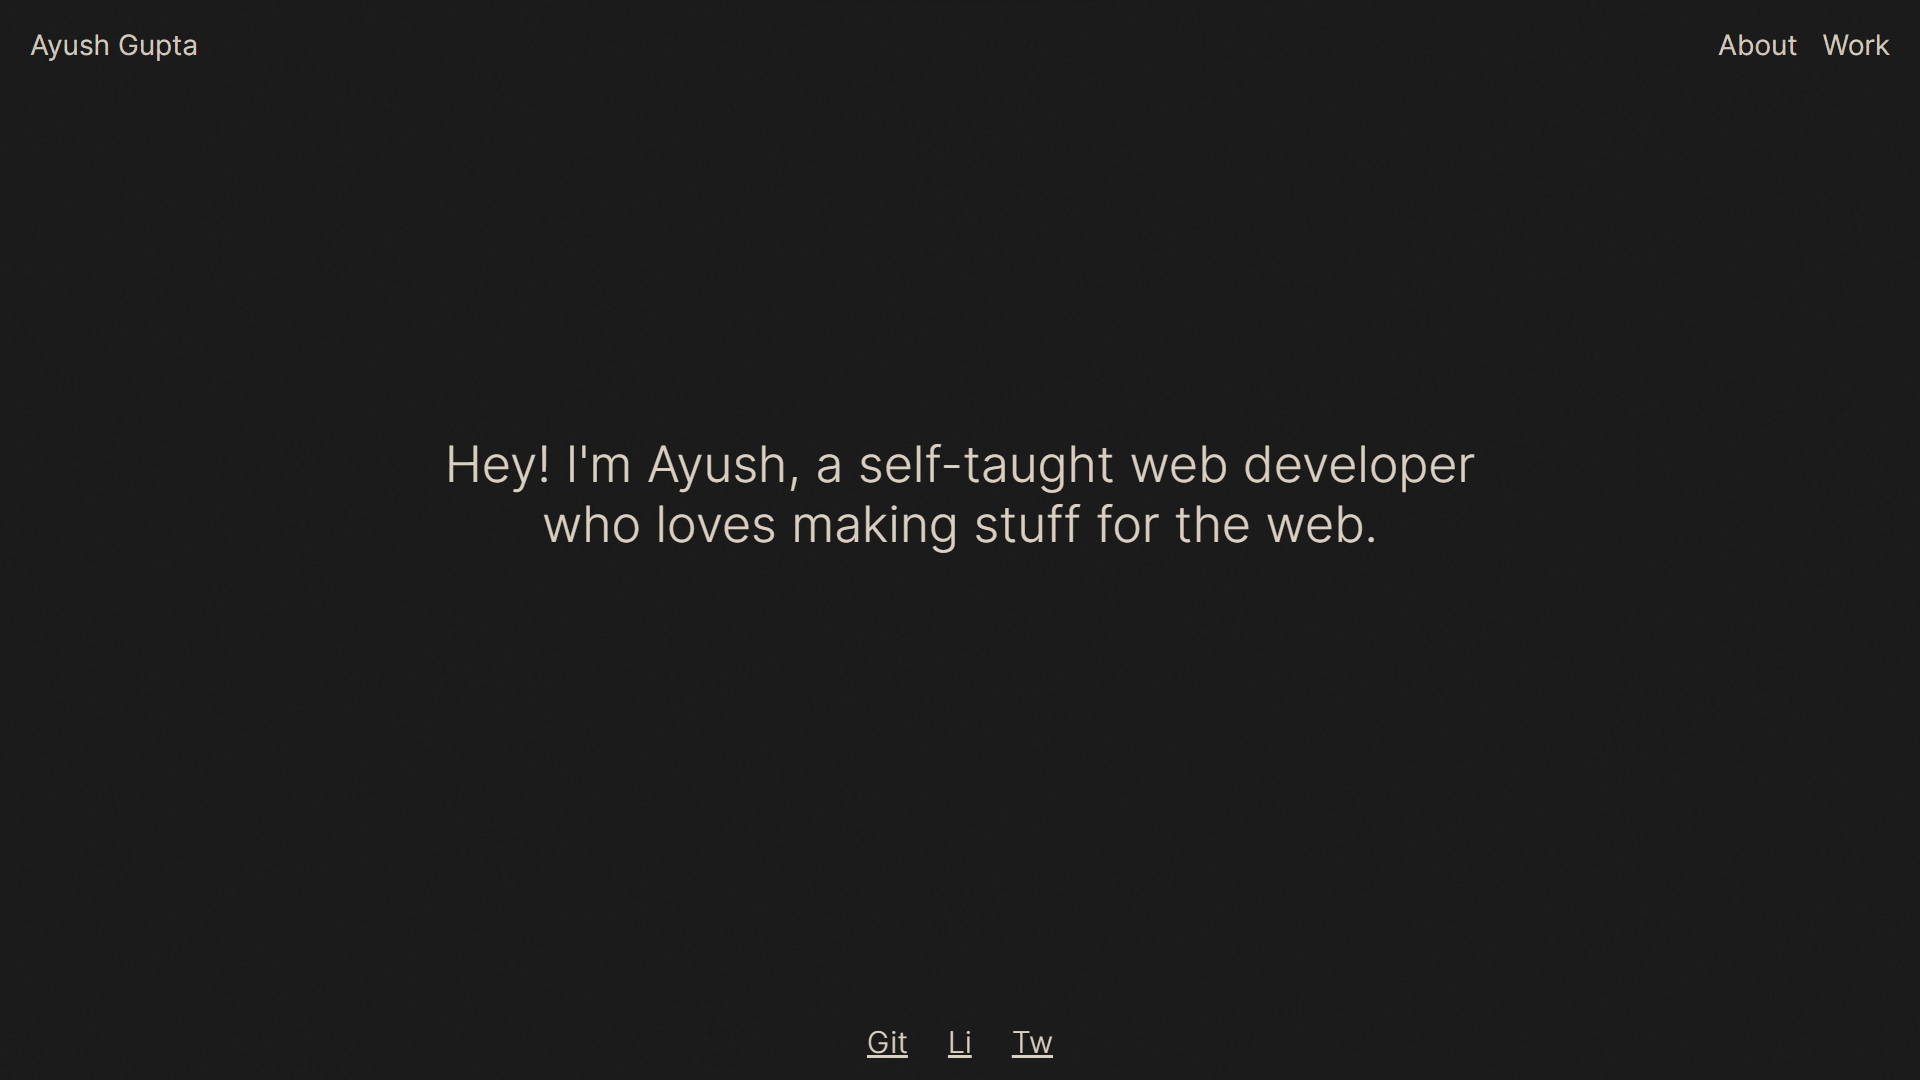 Ayush Gupta
About Work
Hey! I'm Ayush, a self-taught web developer
who loves making stuff for the web.
Git Li Tw